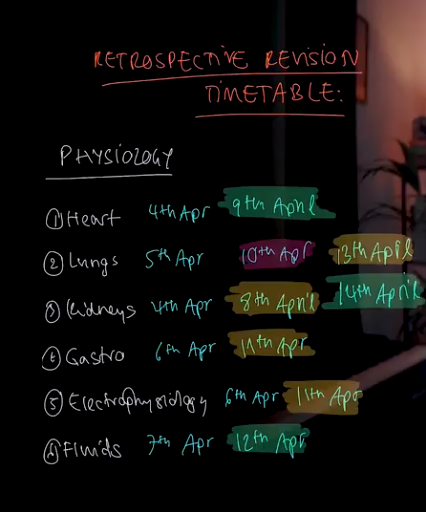 RETROSPECTIVE REVISION
TIMETABLE:
PHYSIOLOGY
① Heart 4th Apr 9th April
② Lungs 5th Apr 10th Apr 13th April
③ Kidneys 4th Apr 8th April 14th April
④ Gastro 6th Apr 11th Apr
⑤ Electrophysiology 6th Apr 11th Apr
⑥ Fluids 7th Apr 12th Apr